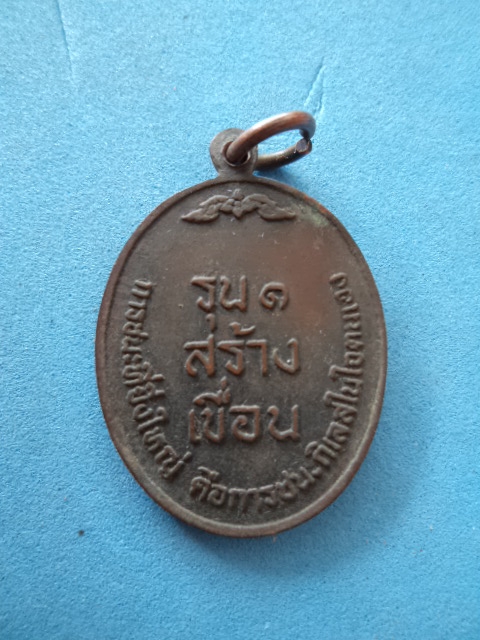 รุ่น ๑
สร้าง
เขื่อน
การชนะที่ยิ่งใหญ่ คือการชนะกิเลสในใจตนเอง